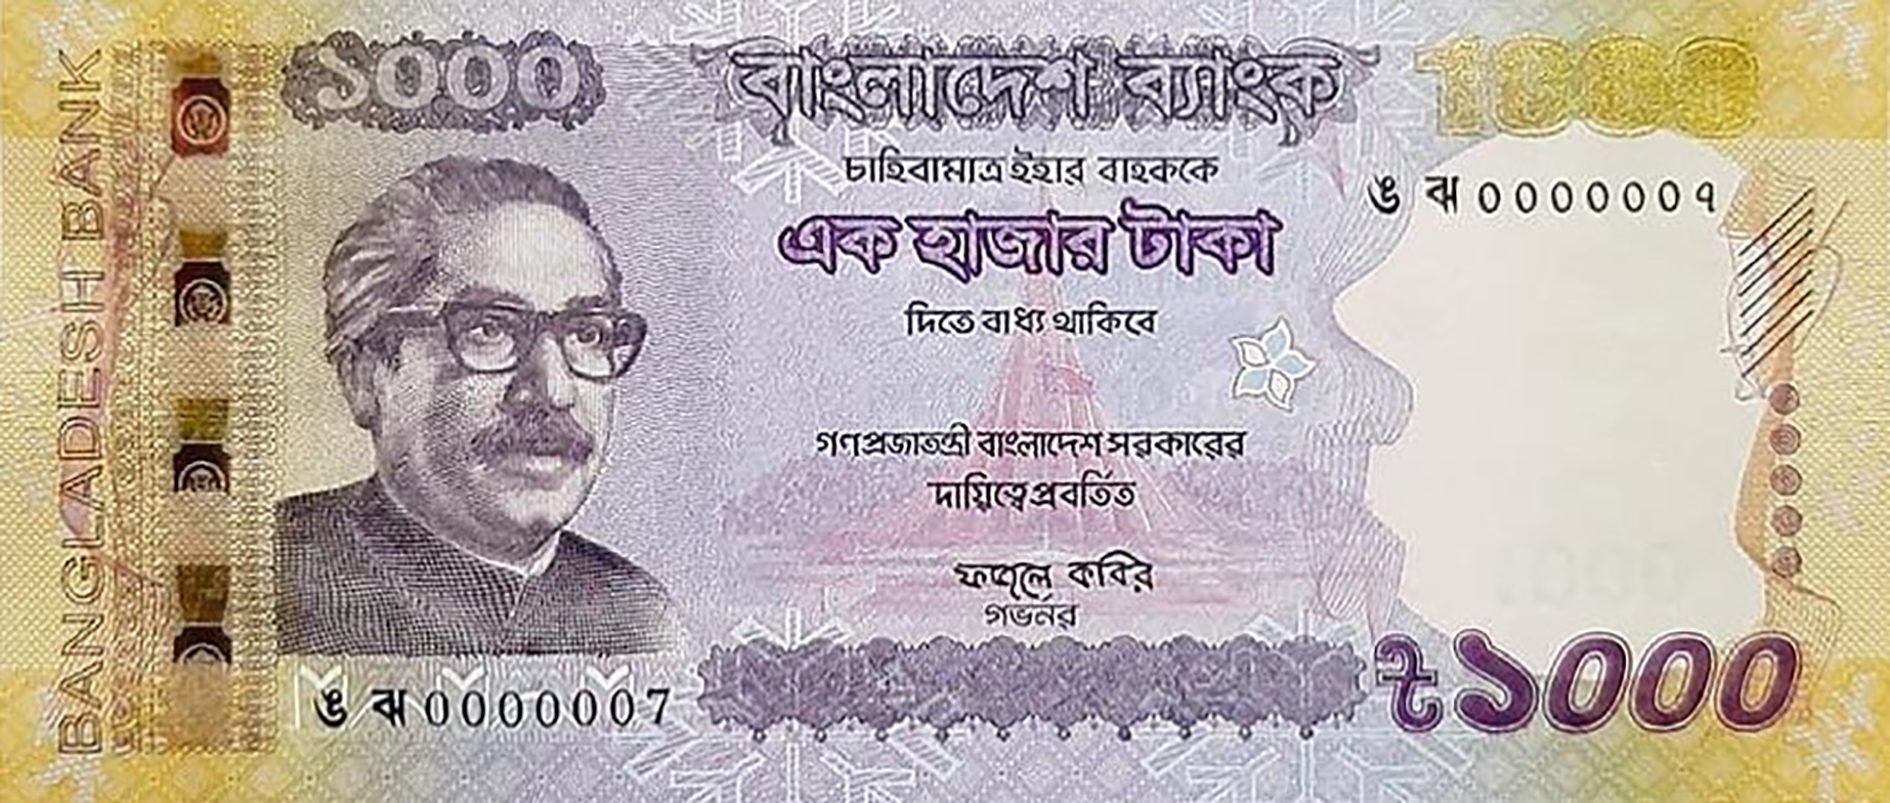 BANGLADESH BANK
১০০০
বাংলাদেশ ব্যাংক
1000
চাহিবামাত্র ইহার বাহককে
ঙ ঝ ০০০০০০৭
এক হাজার টাকা
দিতে বাধ্য থাকিবে
গণপ্রজাতন্ত্রী বাংলাদেশ সরকারের
দায়িত্বে প্রবর্তিত
ফজলে কবির
গভর্নর
ঙ ঝ 0000007
৳১০০০